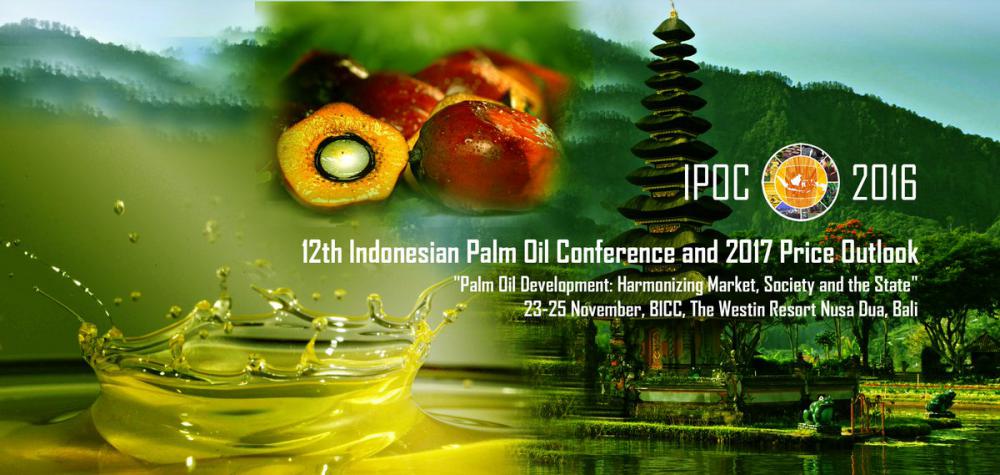 IPOC 2016
12th Indonesian Palm Oil Conference and 2017 Price Outlook
"Palm Oil Development: Harmonizing Market, Society and the State"
23-25 November, BICC, The Westin Resort Nusa Dua, Bali